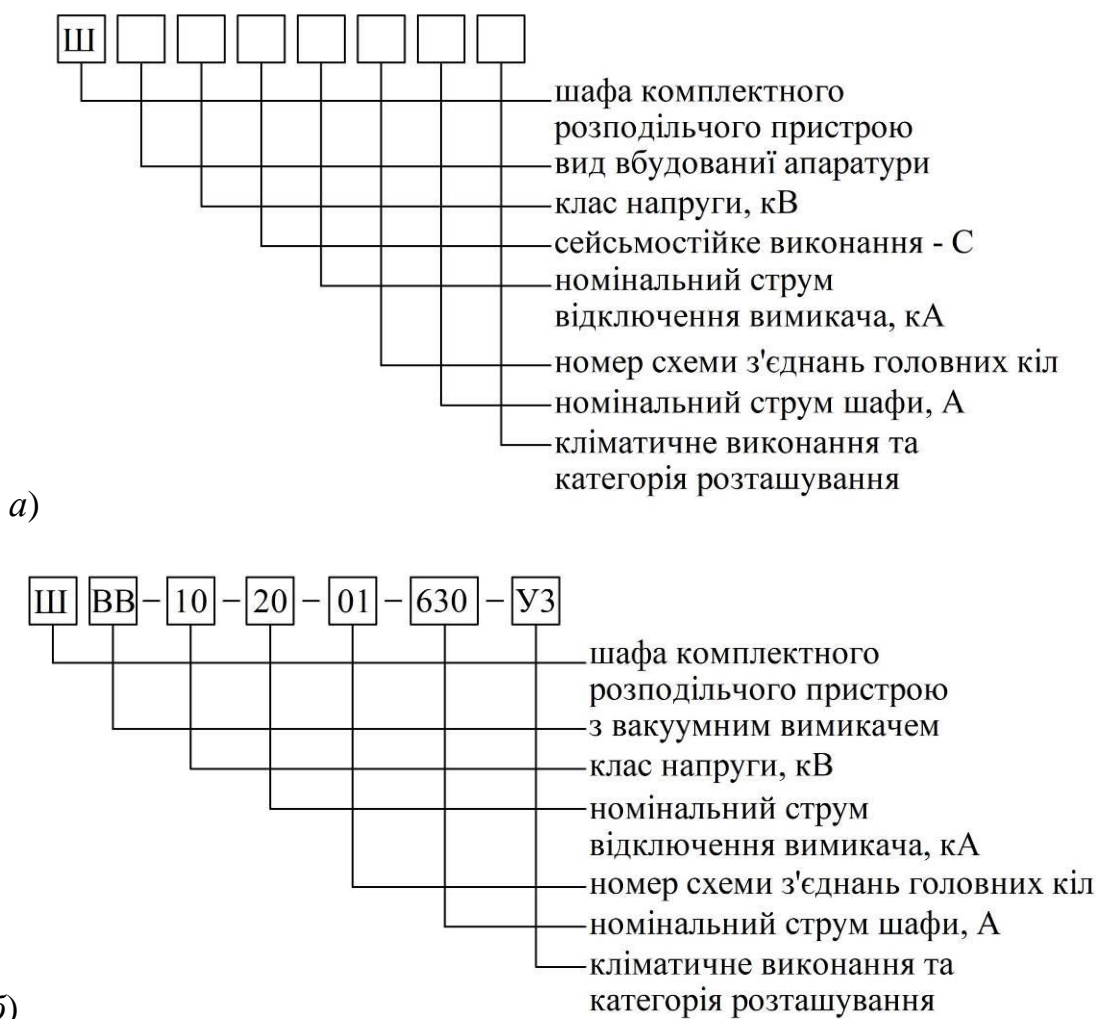 Ш
шафа комплектного
розподільчого пристрою
вид вбудованиї апаратури
клас напруги, кВ
сейсьмостійке виконання - С
номінальний струм
відключення вимикача, кА
номер схеми з'єднань головних кіл
номінальний струм шафи, А
кліматичне виконання та
категорія розташування
а)
Ш ВВ – 10 – 20 – 01 – 630 – У3
шафа комплектного
розподільчого пристрою
з вакуумним вимикачем
клас напруги, кВ
номінальний струм
відключення вимикача, кА
номер схеми з'єднань головних кіл
номінальний струм шафи, А
кліматичне виконання та
категорія розташування
б)